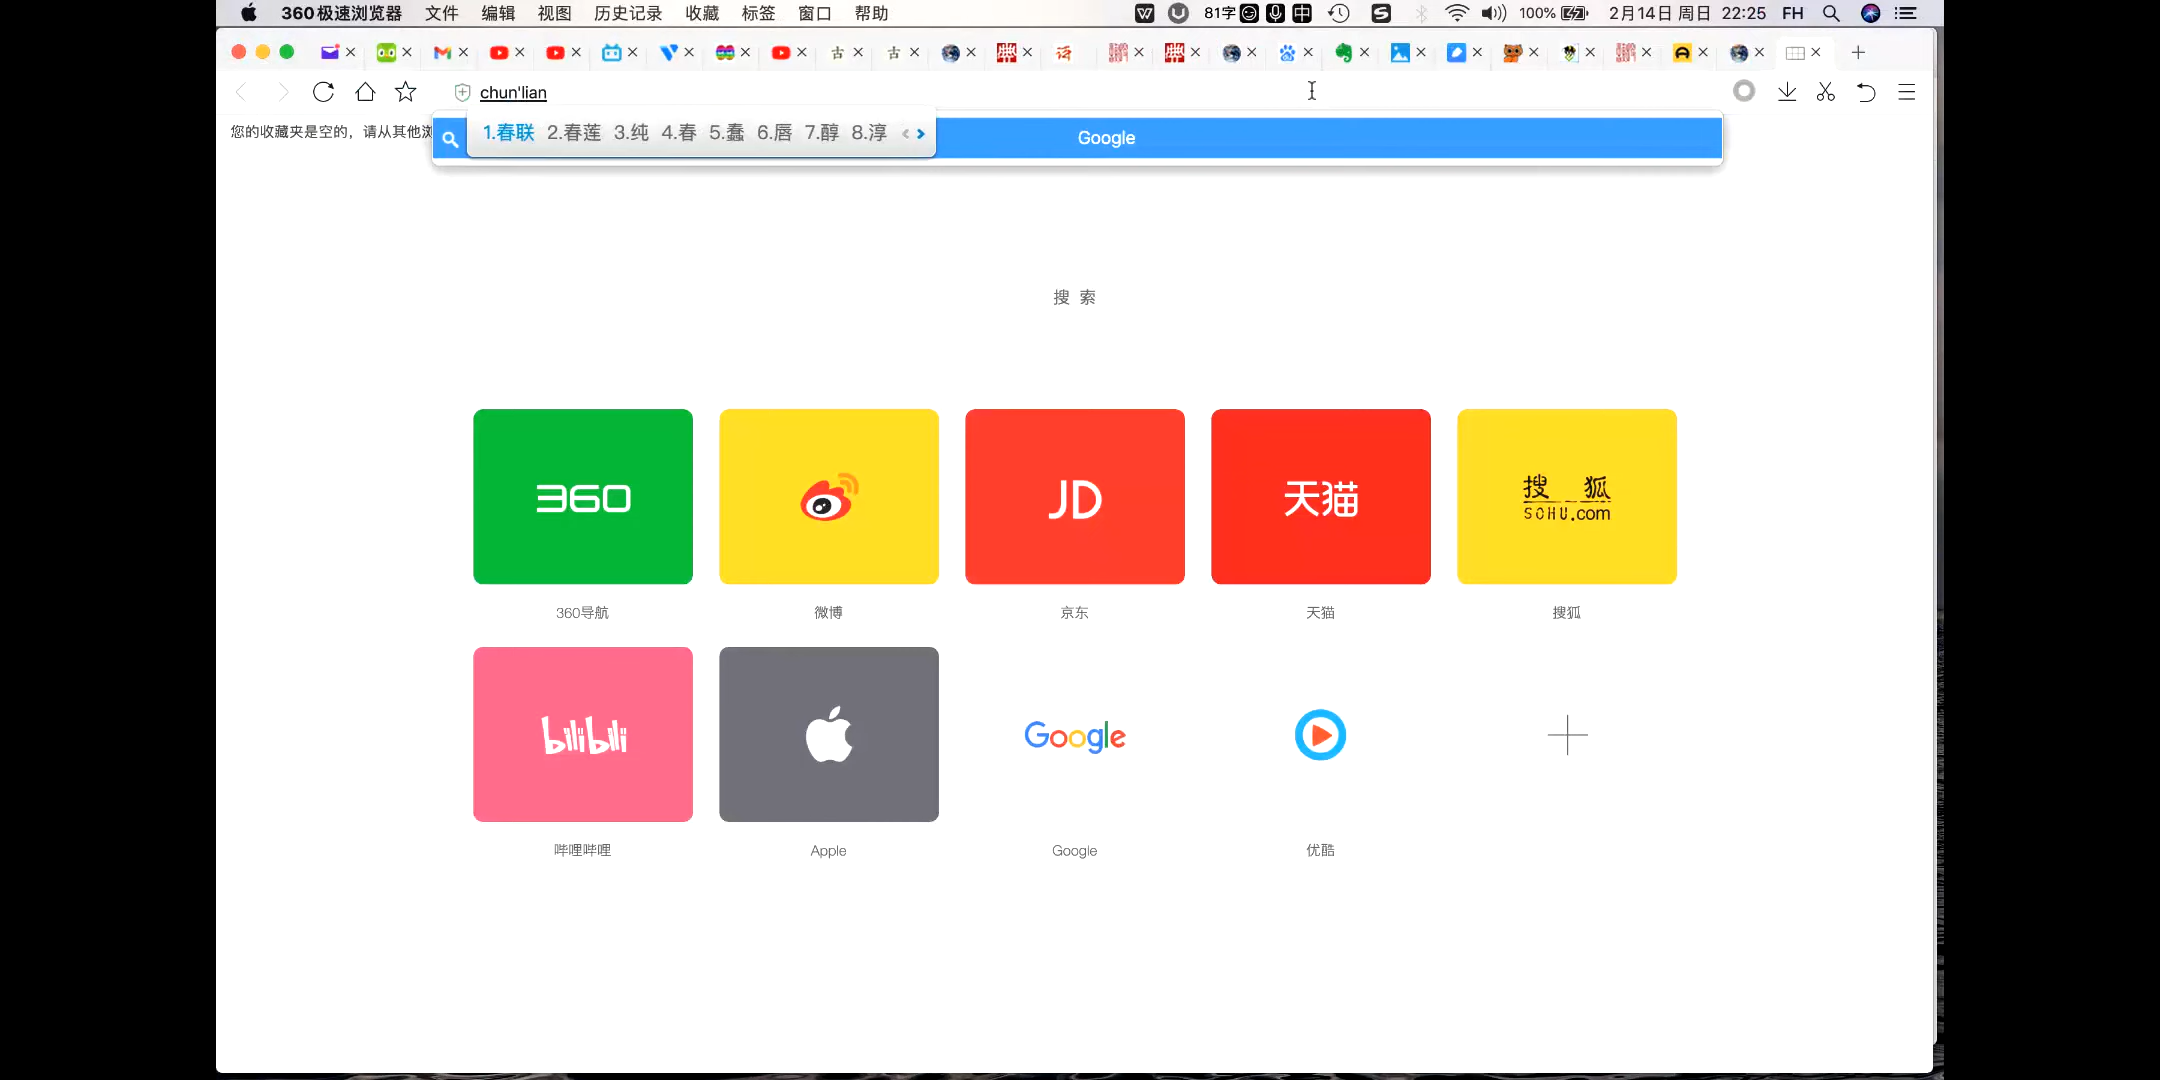 360极速浏览器 文件 编辑 视图 历史记录 收藏 标签 窗口 帮助 81字 中 100% 2月14日 周日 22:25 FH
chun'lian
您的收藏夹是空的，请从其他浏
1.春联 2.春莲 3.纯 4.春 5.蠢 6.唇 7.醇 8.淳
Google
搜 索
360
JD
天猫
搜 狐
SOHU.com
360导航 微博 京东 天猫 搜狐
bilibili
Google
哔哩哔哩 Apple Google 优酷